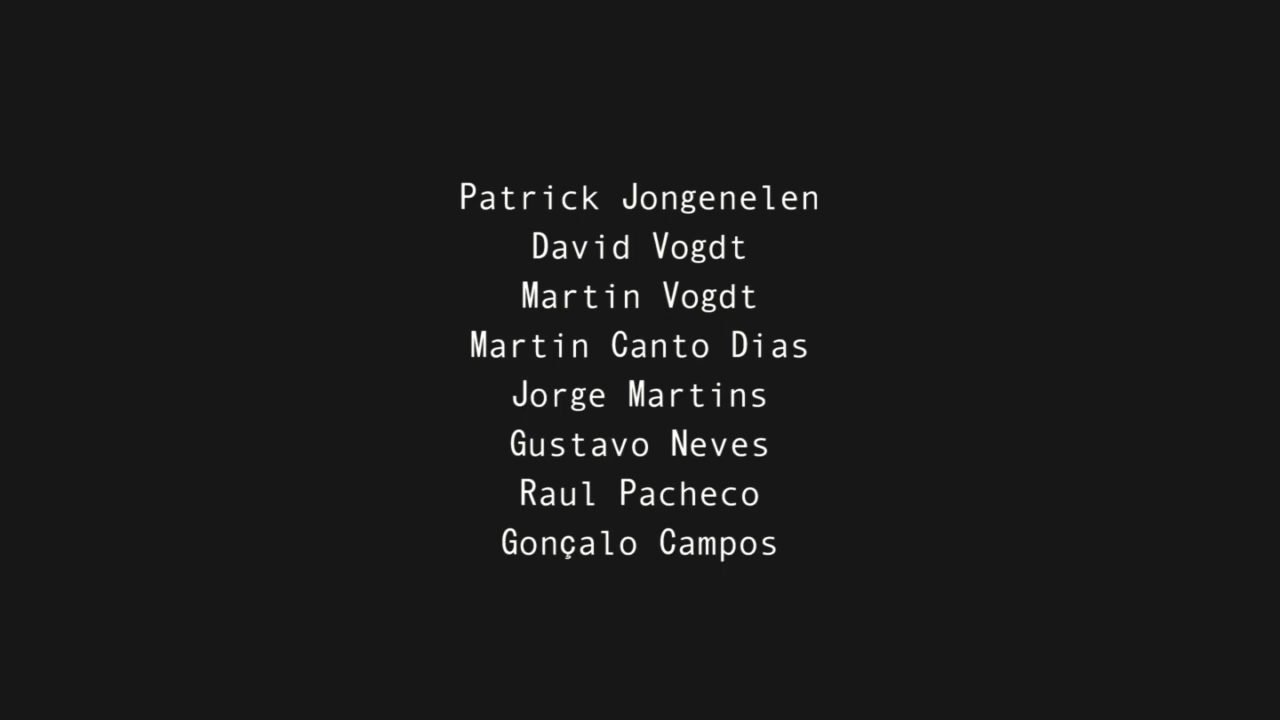 Patrick Jongenelen
David Vogdt
Martin Vogdt
Martin Canto Dias
Jorge Martins
Gustavo Neves
Raul Pacheco
Gonçalo Campos